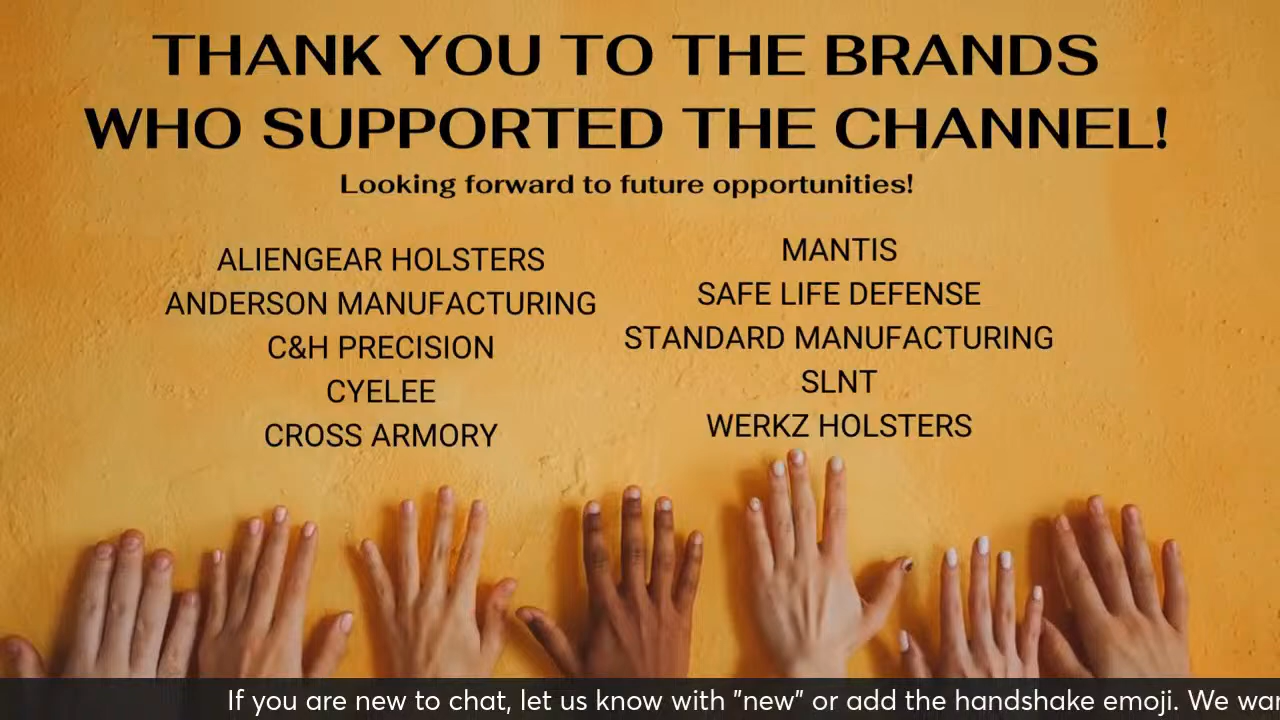 THANK YOU TO THE BRANDS
WHO SUPPORTED THE CHANNEL!
Looking forward to future opportunities!
ALIENGEAR HOLSTERS
ANDERSON MANUFACTURING
C&H PRECISION
CYELEE
CROSS ARMORY
MANTIS
SAFE LIFE DEFENSE
STANDARD MANUFACTURING
SLNT
WERKZ HOLSTERS
If you are new to chat, let us know with "new" or add the handshake emoji. We